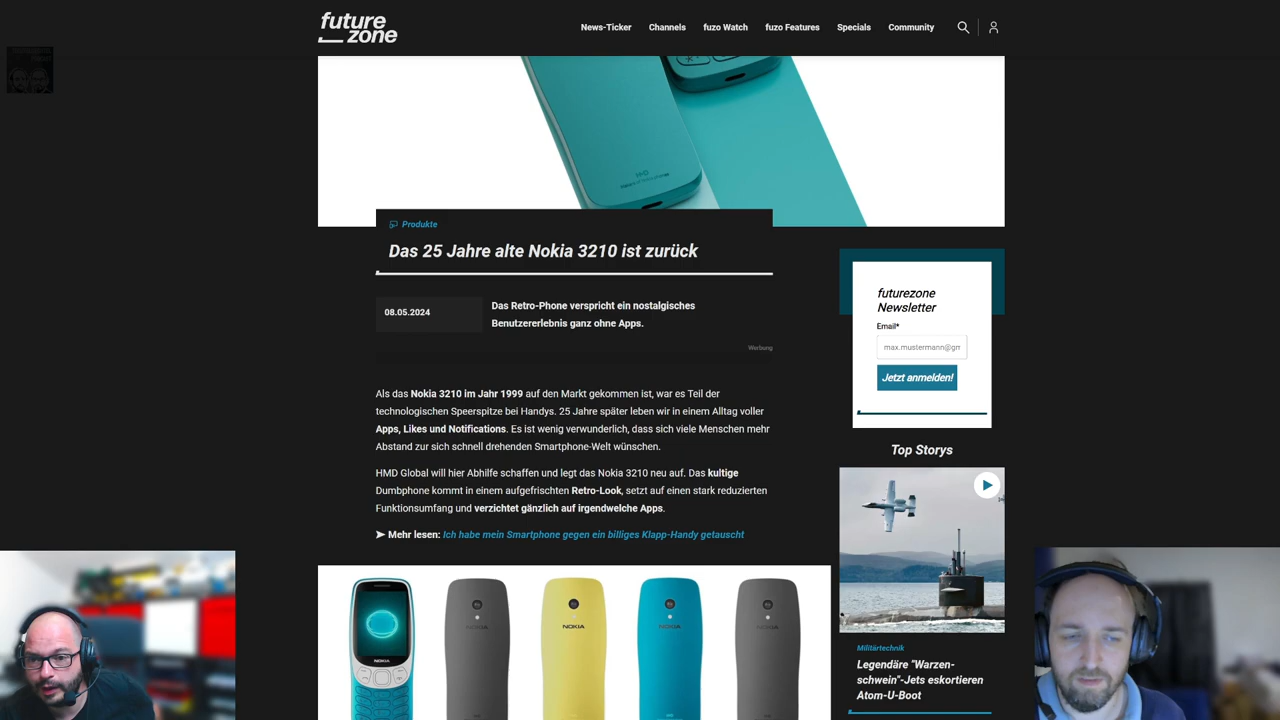 future
zone
News-Ticker
Channels
fuzo Watch
fuzo Features
Specials
Community
Produkte
Das 25 Jahre alte Nokia 3210 ist zurück
08.05.2024
Das Retro-Phone verspricht ein nostalgisches
Benutzererlebnis ganz ohne Apps.
Werbung
Als das Nokia 3210 im Jahr 1999 auf den Markt gekommen ist, war es Teil der
technologischen Speerspitze bei Handys. 25 Jahre später leben wir in einem Alltag voller
Apps, Likes und Notifications. Es ist wenig verwunderlich, dass sich viele Menschen mehr
Abstand zur sich schnell drehenden Smartphone-Welt wünschen.
HMD Global will hier Abhilfe schaffen und legt das Nokia 3210 neu auf. Das kultige
Dumbphone kommt in einem aufgefrischten Retro-Look, setzt auf einen stark reduzierten
Funktionsumfang und verzichtet gänzlich auf irgendwelche Apps.
➤ Mehr lesen: Ich habe mein Smartphone gegen ein billiges Klapp-Handy getauscht
NOKIA
NOKIA
NOKIA
NOKIA
NOKIA
futurezone
Newsletter
Email*
max.mustermann@gm
Jetzt anmelden!
Top Storys
Militärtechnik
Legendäre "Warzen-
schwein"-Jets eskortieren
Atom-U-Boot